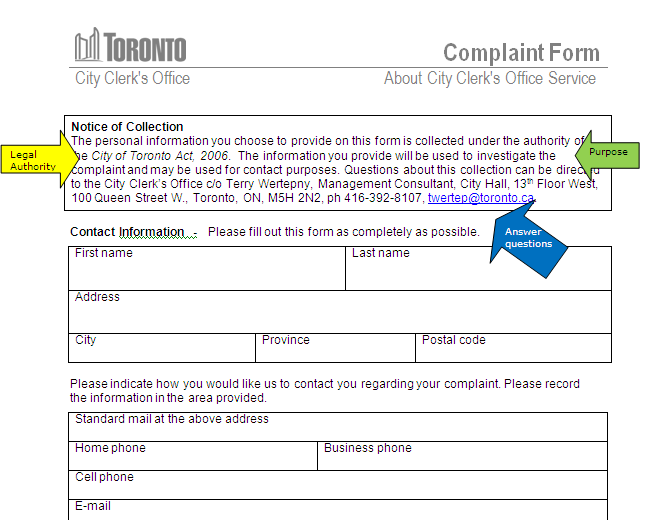 TORONTO
Complaint Form
City Clerk's Office
About City Clerk's Office Service
Notice of Collection
The personal information you choose to provide on this form is collected under the authority of
he City of Toronto Act, 2006. The information you provide will be used to investigate the
complaint and may be used for contact purposes. Questions about this collection can be direc
to the City Clerk's Office c/o Terry Wertepny, Management Consultant, City Hall, 13th Floor West,
100 Queen Street W., Toronto, ON, M5H 2N2, ph 416-392-8107, twertep@toronto.ca.
Legal
Authority
Purpose
Answer
questions
Contact Information - Please fill out this form as completely as possible.
First name
Last name
Address
City
Province
Postal code
Please indicate how you would like us to contact you regarding your complaint. Please record
the information in the area provided.
Standard mail at the above address
Home phone
Business phone
Cell phone
E-mail